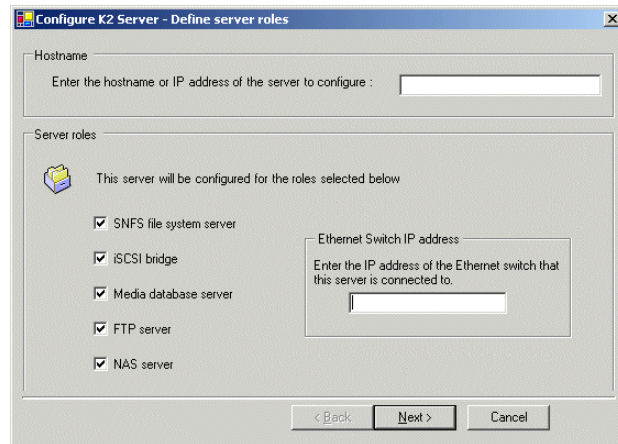 Configure K2 Server - Define server roles
Hostname
Enter the hostname or IP address of the server to configure :
Server roles
This server will be configured for the roles selected below
SNFS file system server
iSCSI bridge
Media database server
FTP server
NAS server
Ethernet Switch IP address
Enter the IP address of the Ethernet switch that
this server is connected to.
< Back
Next >
Cancel